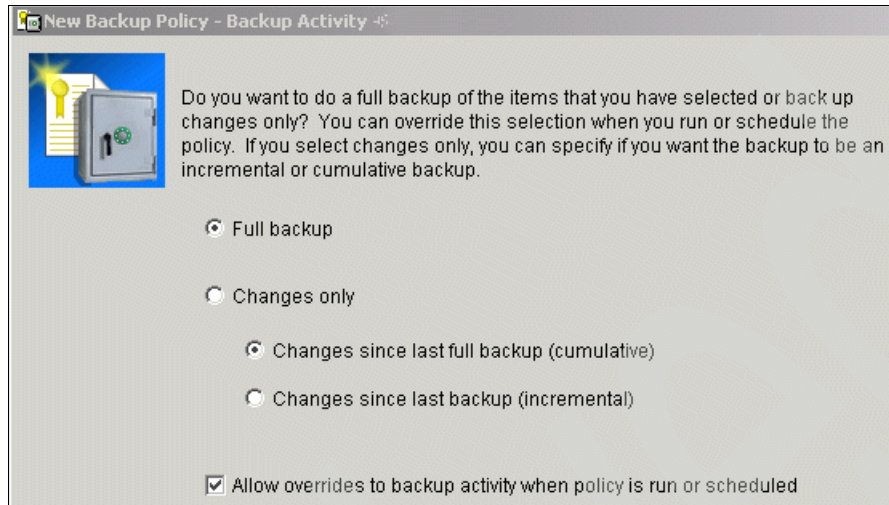 New Backup Policy - Backup Activity
Do you want to do a full backup of the items that you have selected or back up
changes only? You can override this selection when you run or schedule the
policy. If you select changes only, you can specify if you want the backup to be an
incremental or cumulative backup.
Full backup
Changes only
Changes since last full backup (cumulative)
Changes since last backup (incremental)
Allow overrides to backup activity when policy is run or scheduled